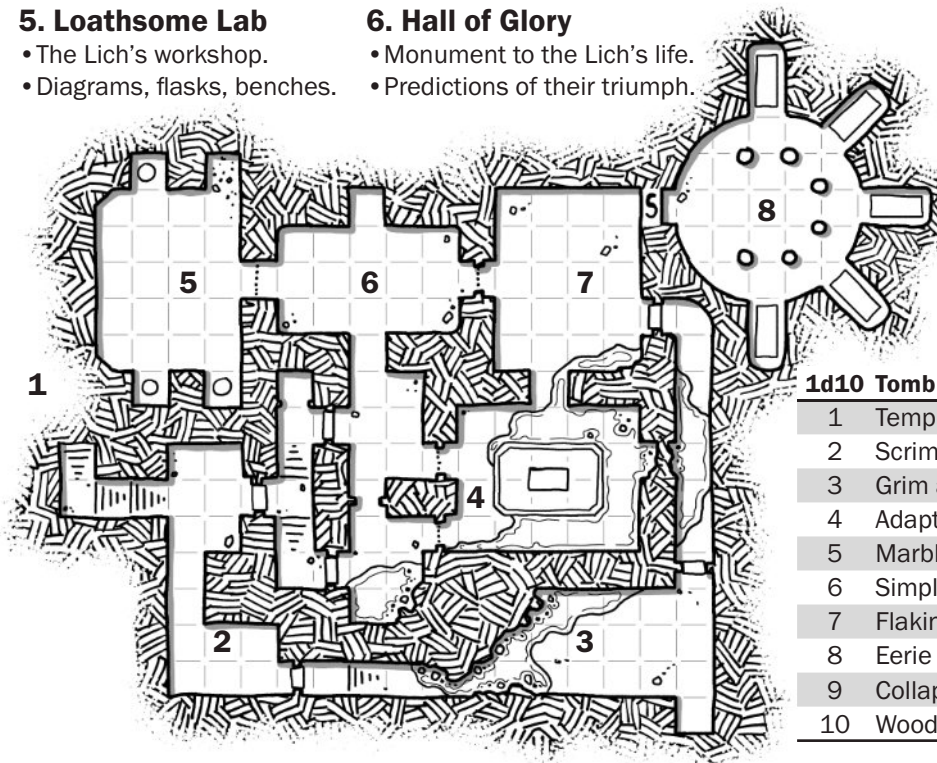 5. Loathsome Lab
• The Lich’s workshop.
• Diagrams, flasks, benches.
6. Hall of Glory
• Monument to the Lich’s life.
• Predictions of their triumph.
S
8
5
6
7
1
4
2
3
1d10 Tomb
1 Temp
2 Scrim
3 Grim
4 Adapt
5 Marbl
6 Simpl
7 Flakin
8 Eerie
9 Collap
10 Wood